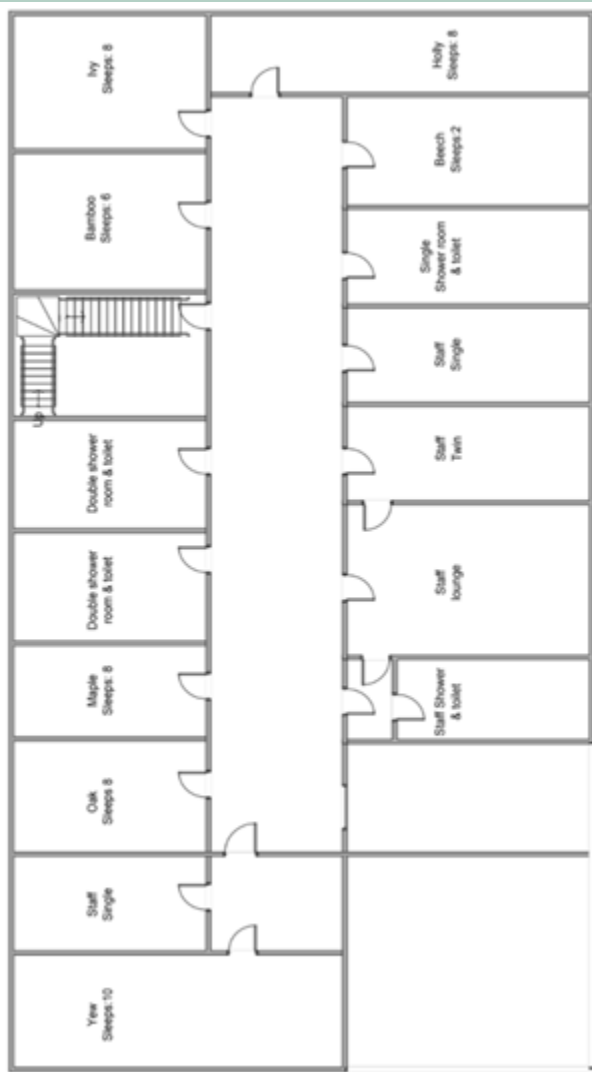 Ivy
Sleeps: 8
Holly
Sleeps: 8
Bamboo
Sleeps: 6
Beech
Sleeps:2
Single
Shower room
& toilet
Up
Staff
Single
Double shower
room & toilet
Staff
Twin
Double shower
room & toilet
Staff
lounge
Maple
Sleeps: 8
Staff Shower
& toilet
Oak
Sleeps 8
Staff
Single
Yew
Sleeps:10